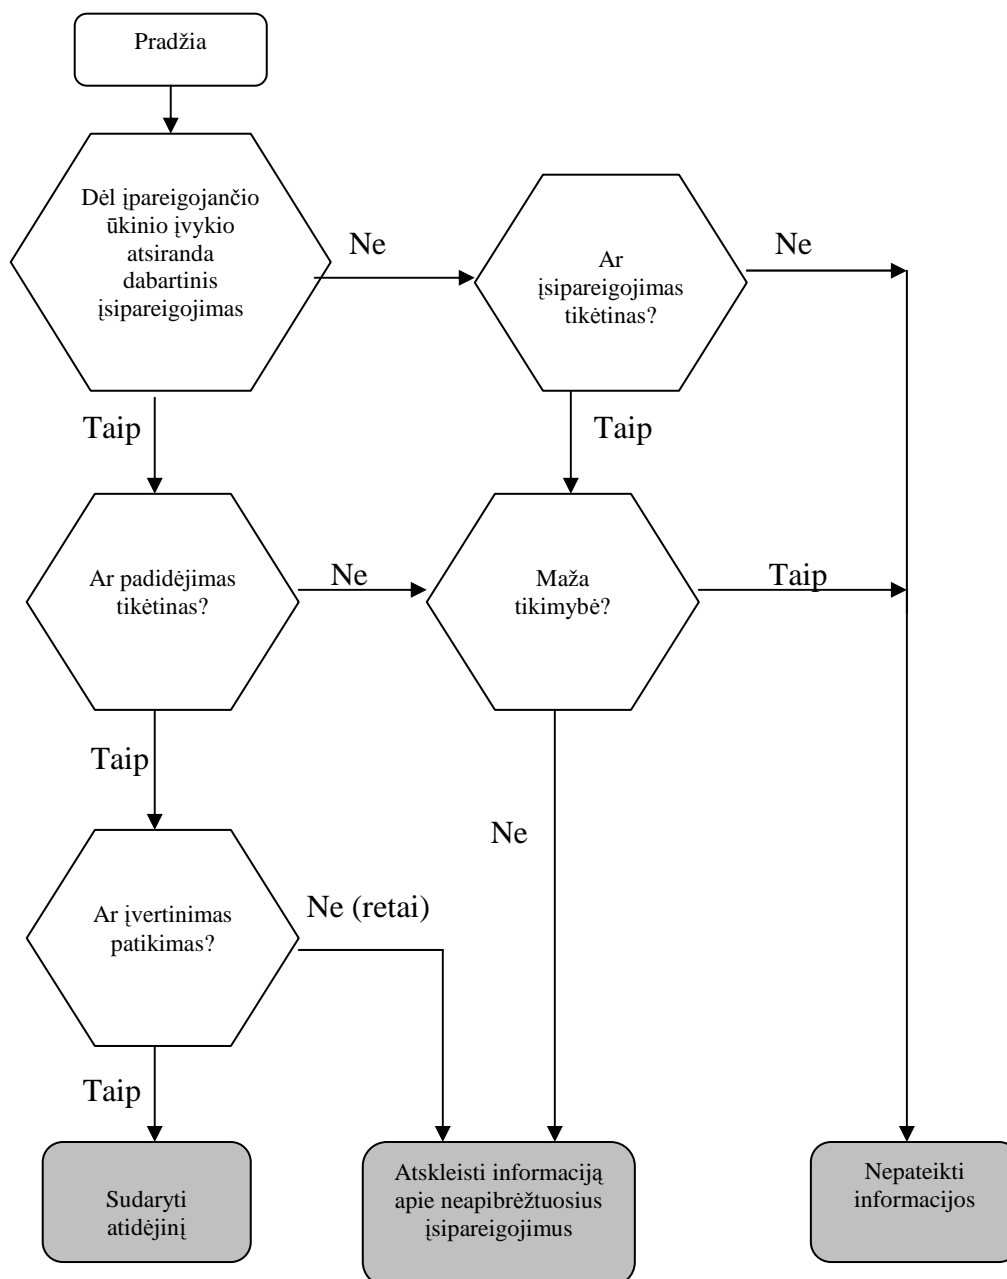 Pradžia
Dėl įpareigojančio
ūkinio įvykio
atsiranda
dabartinis
įsipareigojimas
Ne
Ar
įsipareigojimas
tikėtinas?
Ne
Taip
Taip
Ar padidėjimas
tikėtinas?
Ne
Maža
tikimybė?
Taip
Taip
Ne
Ar įvertinimas
patikimas?
Ne (retai)
Taip
Sudaryti
atidėjinį
Atskleisti informaciją
apie neapibrėžtuosius
įsipareigojimus
Nepateikti
informacijos